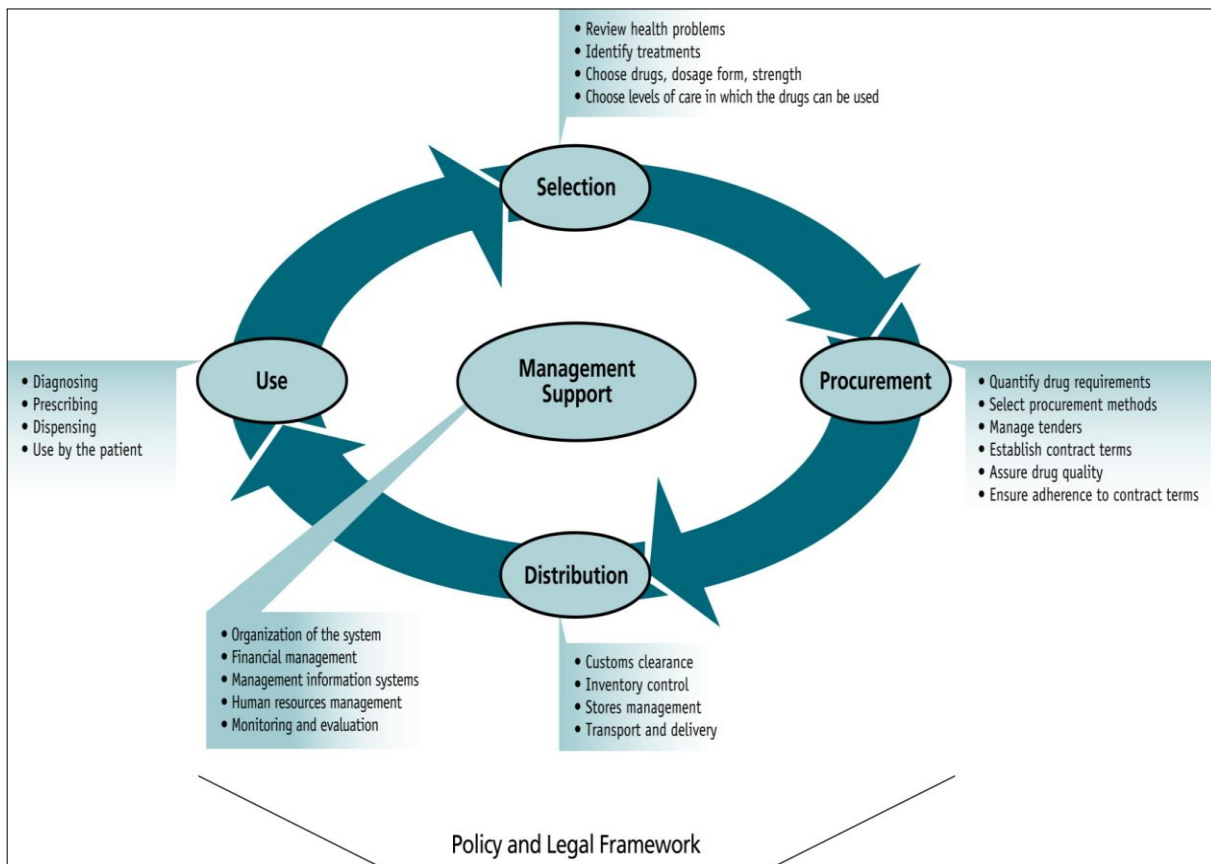 • Review health problems
• Identify treatments
• Choose drugs, dosage form, strength
• Choose levels of care in which the drugs can be used
Selection
Use
Management
Support
Procurement
• Diagnosing
• Prescribing
• Dispensing
• Use by the patient
• Quantify drug requirements
• Select procurement methods
• Manage tenders
• Establish contract terms
• Assure drug quality
• Ensure adherence to contract terms
Distribution
• Organization of the system
• Financial management
• Management information systems
• Human resources management
• Monitoring and evaluation
• Customs clearance
• Inventory control
• Stores management
• Transport and delivery
Policy and Legal Framework